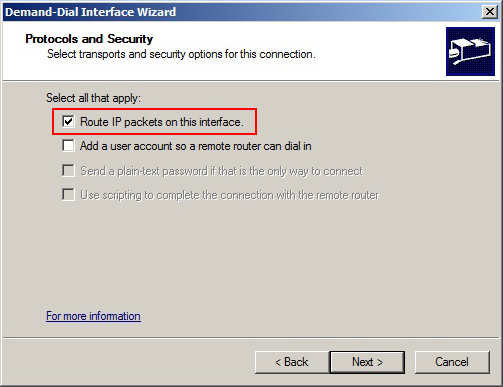 Demand-Dial Interface Wizard
Protocols and Security
Select transports and security options for this connection.
Select all that apply:
Route IP packets on this interface.
Add a user account so a remote router can dial in
Send a plain-text password if that is the only way to connect
Use scripting to complete the connection with the remote router
For more information
< Back
Next >
Cancel